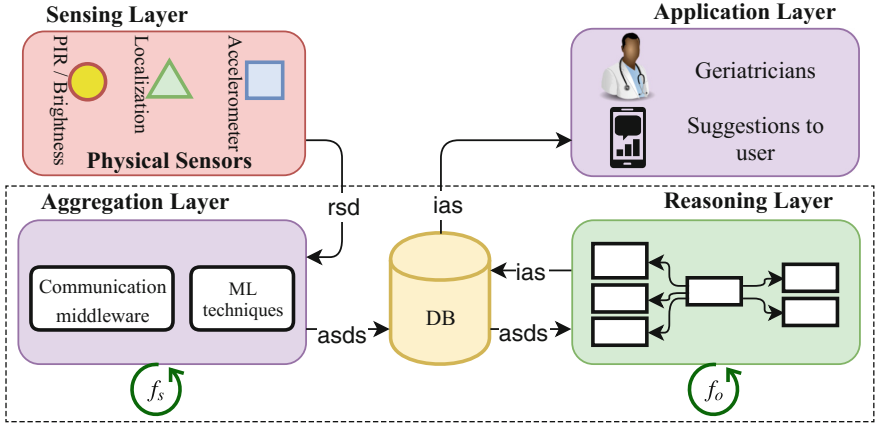 Sensing Layer
PIR / Brightness
Localization
Accelerometer
Physical Sensors
Application Layer
Geriatricians
Suggestions to
user
rsd
ias
Aggregation Layer
Communication
middleware
ML
techniques
asds
DB
ias
asds
Reasoning Layer
fs
fo